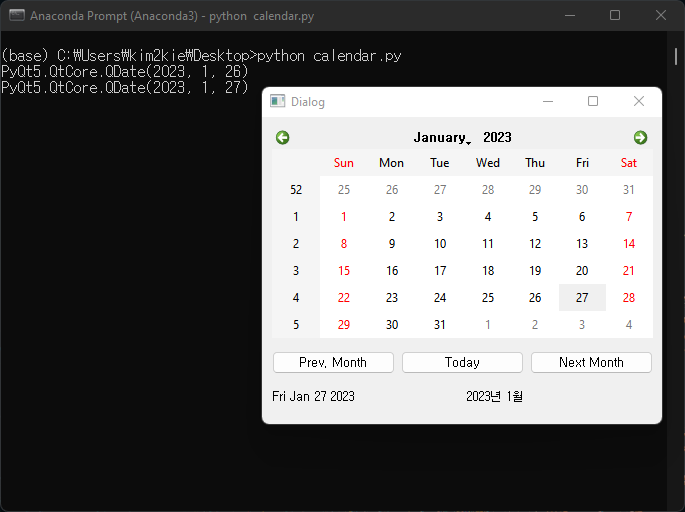 Anaconda Prompt (Anaconda3) - python  calendar.py
(base) C:₩Users₩kim2kie₩Desktop>python calendar.py
PyQt5.QtCore.QDate(2023, 1, 26)
PyQt5.QtCore.QDate(2023, 1, 27)
Dialog
January 2023
Sun Mon Tue Wed Thu Fri Sat
52 25 26 27 28 29 30 31
1 1 2 3 4 5 6 7
2 8 9 10 11 12 13 14
3 15 16 17 18 19 20 21
4 22 23 24 25 26 27 28
5 29 30 31 1 2 3 4
Prev. Month Today Next Month
Fri Jan 27 2023 2023년 1월